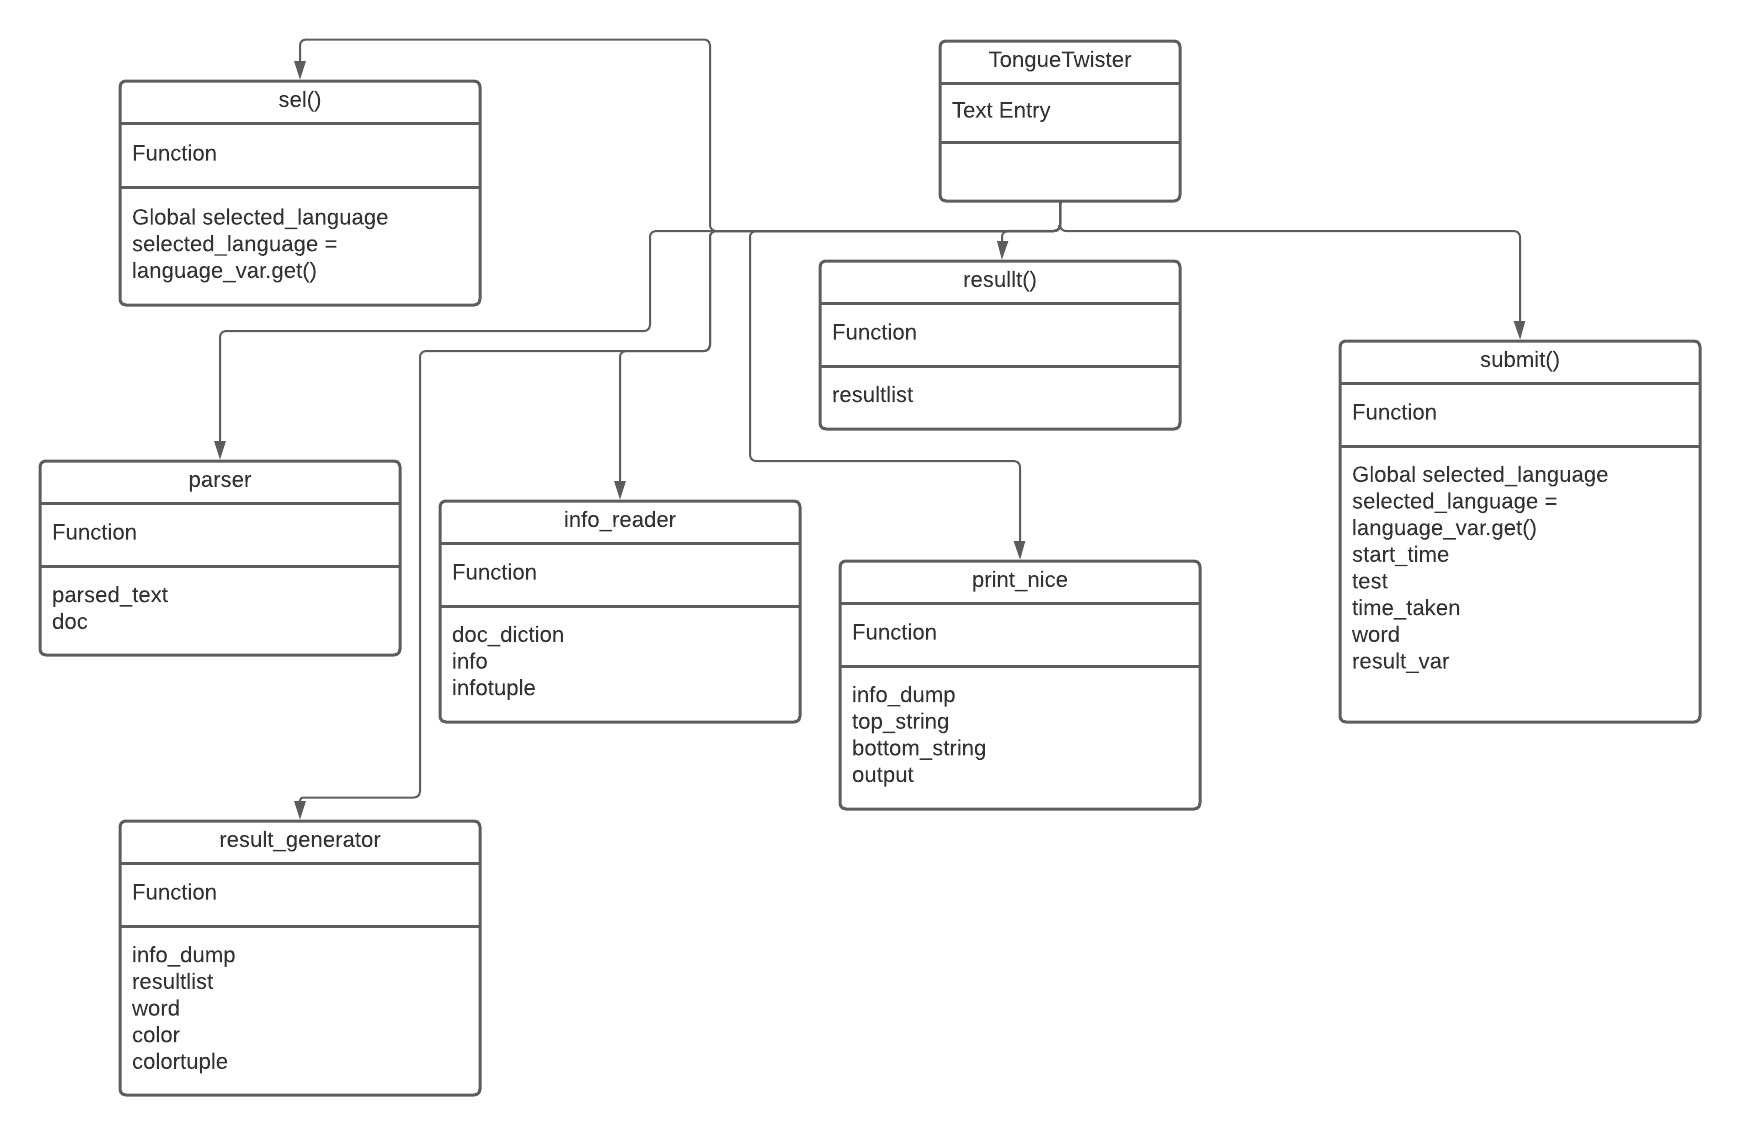 TongueTwister
Text Entry
sel()
Function
Global selected_language
selected_language =
language_var.get()
resullt()
Function
resultlist
submit()
Function
Global selected_language
selected_language =
language_var.get()
start_time
test
time_taken
word
result_var
parser
Function
parsed_text
doc
info_reader
Function
doc_diction
info
infotuple
print_nice
Function
info_dump
top_string
bottom_string
output
result_generator
Function
info_dump
resultlist
word
color
colortuple